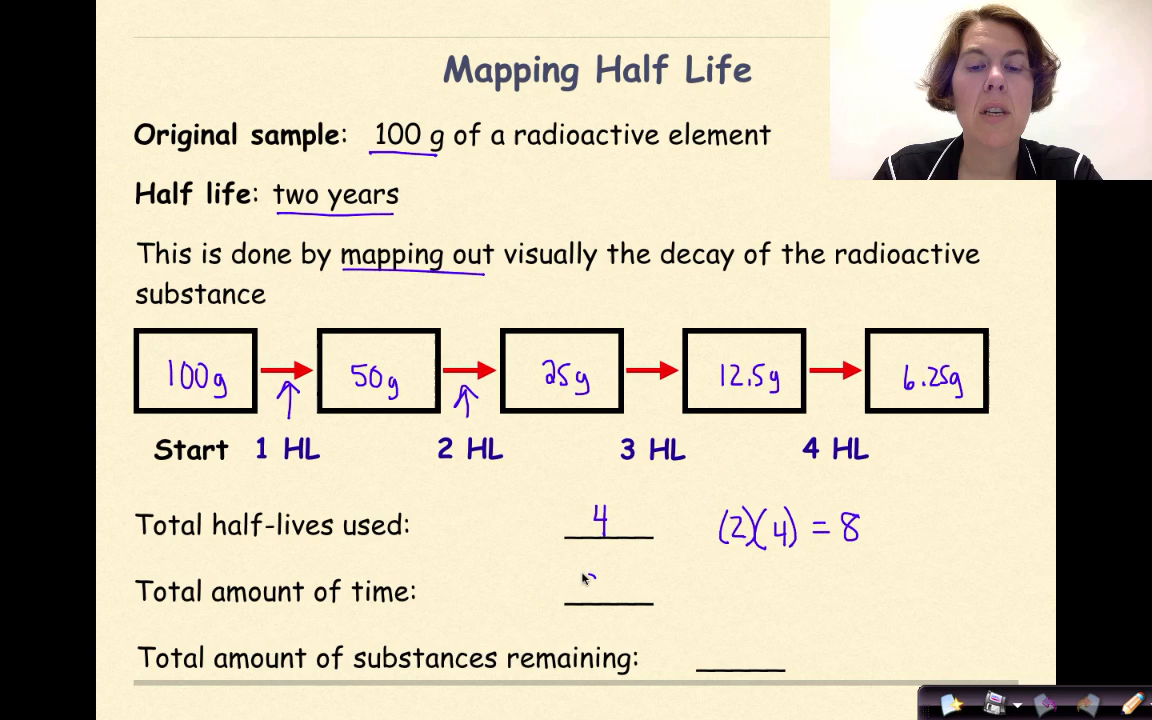 Mapping Half Life
Original sample: 100 g of a radioactive element
Half life: two years
This is done by mapping out visually the decay of the radioactive
substance
100g 50g 25g 12.5g 6.25g
Start 1 HL 2 HL 3 HL 4 HL
Total half-lives used: 4 (2)(4) = 8
Total amount of time: _____
Total amount of substances remaining: _____